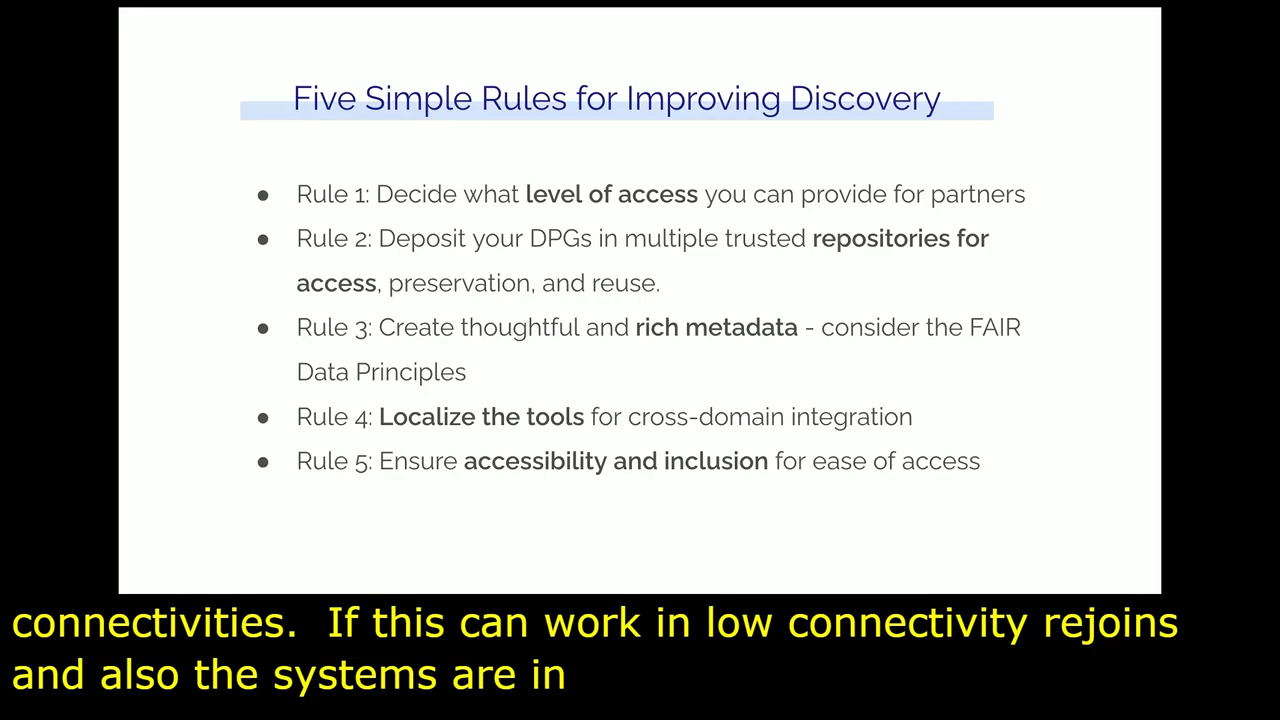 Five Simple Rules for Improving Discovery
● Rule 1: Decide what level of access you can provide for partners
● Rule 2: Deposit your DPGs in multiple trusted repositories for
access, preservation, and reuse.
● Rule 3: Create thoughtful and rich metadata - consider the FAIR
Data Principles
● Rule 4: Localize the tools for cross-domain integration
● Rule 5: Ensure accessibility and inclusion for ease of access
connectivities.  If this can work in low connectivity rejoins
and also the systems are in